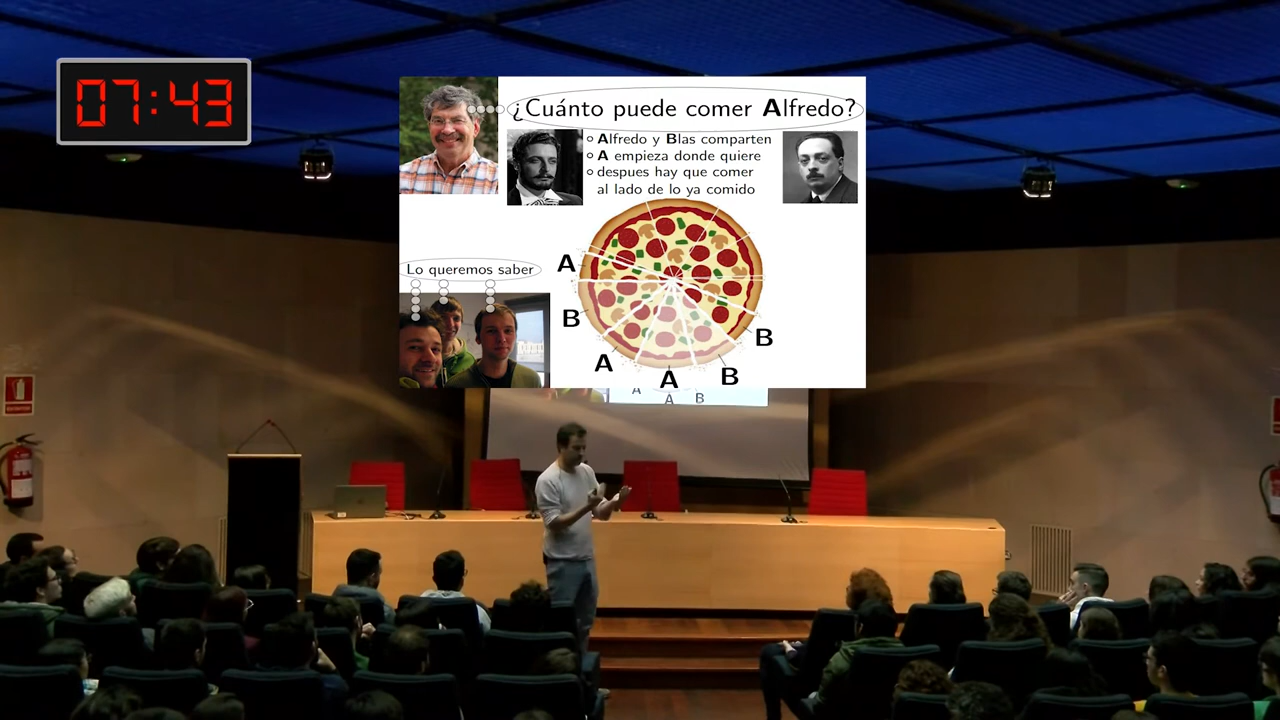 07:43
¿Cuánto puede comer Alfredo?
Alfredo y Blas comparten
A empieza donde quiere
despues hay que comer
al lado de lo ya comido
Lo queremos saber
A
B
A
A
B
B
A
A
B